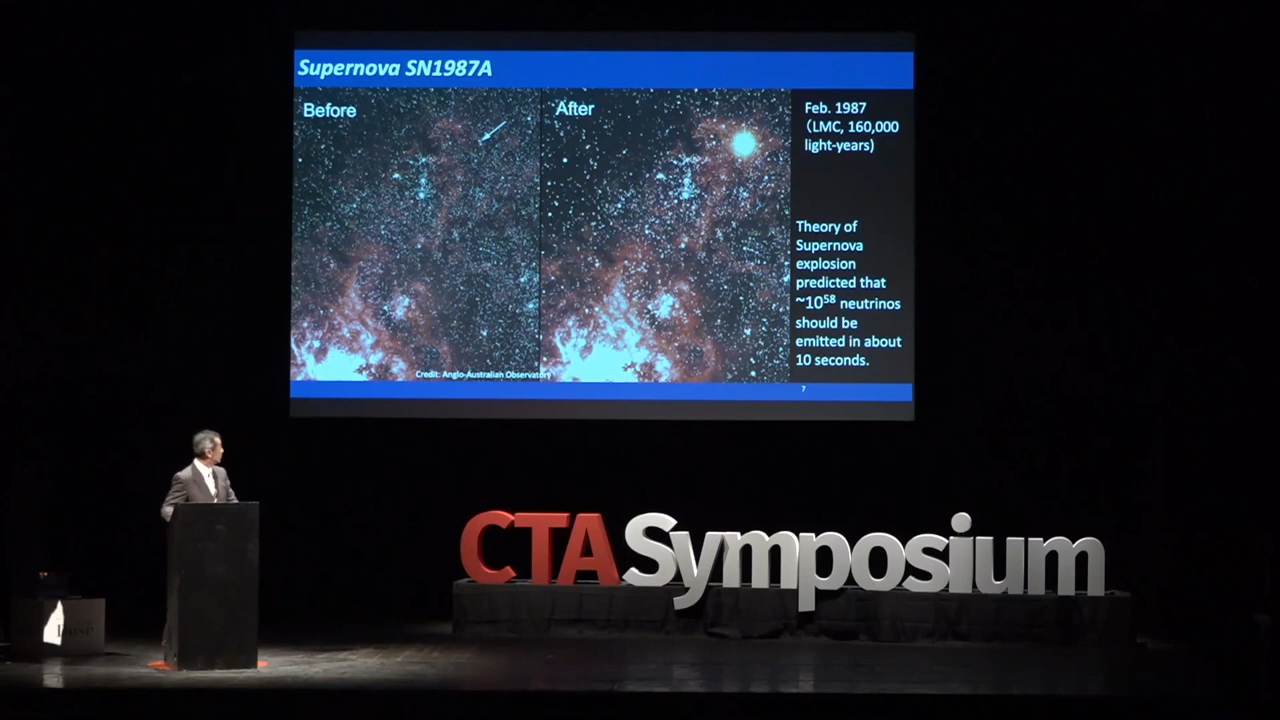 Supernova SN1987A
Before
After
Feb. 1987
(LMC, 160,000
light-years)
Theory of
Supernova
explosion
predicted that
~10⁵⁸ neutrinos
should be
emitted in about
10 seconds.
Credit: Anglo-Australian Observatory
7
CTASymposium